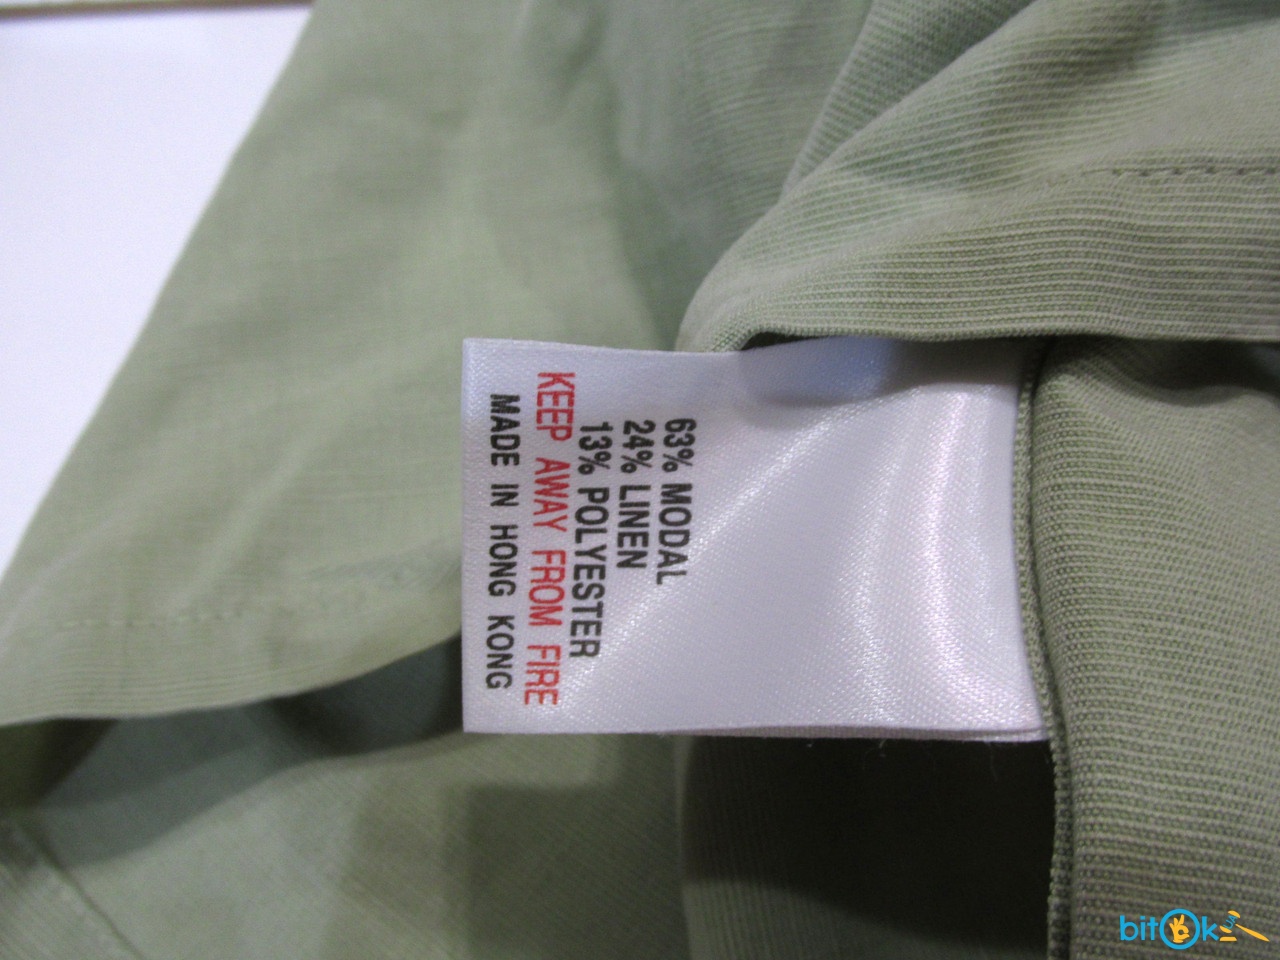 63% MODAL
24% LINEN
13% POLYESTER
KEEP AWAY FROM FIRE
MADE IN HONG KONG
bitOk